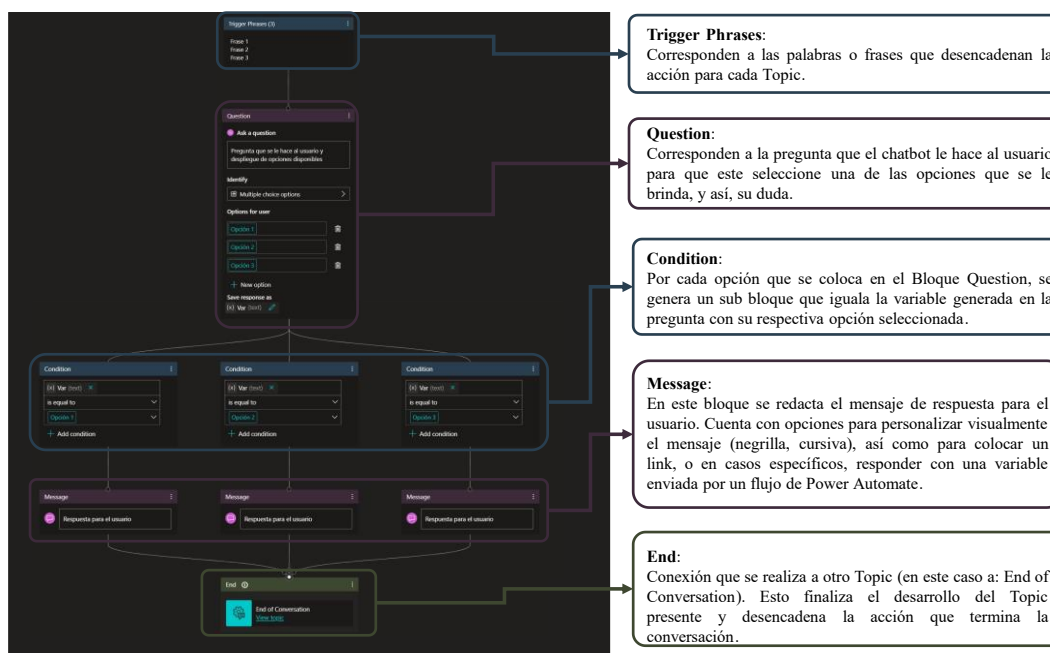 Trigger Phrases (3)
Frase 1
Frase 2
Frase 3
Question
Ask a question
Pregunta que se le hace al usuario y
despliegue de opciones disponibles
Identify
Multiple choice options
Options for user
Opción 1
Opción 2
Opción 3
+ New option
Save response as
{x} Var (text)
Condition
{x} Var (text) ×
is equal to
Opción 1
+ Add condition
Condition
{x} Var (text) ×
is equal to
Opción 2
+ Add condition
Condition
{x} Var (text) ×
is equal to
Opción 3
+ Add condition
Message
Respuesta para el usuario
Message
Respuesta para el usuario
Message
Respuesta para el usuario
End
End of Conversation
View topic
Trigger Phrases:
Corresponden a las palabras o frases que desencadenan la
acción para cada Topic.
Question:
Corresponden a la pregunta que el chatbot le hace al usuario
para que este seleccione una de las opciones que se le
brinda, y así, su duda.
Condition:
Por cada opción que se coloca en el Bloque Question, se
genera un sub bloque que iguala la variable generada en la
pregunta con su respectiva opción seleccionada.
Message:
En este bloque se redacta el mensaje de respuesta para el
usuario. Cuenta con opciones para personalizar visualmente
el mensaje (negrilla, cursiva), así como para colocar un
link, o en casos específicos, responder con una variable
enviada por un flujo de Power Automate.
End:
Conexión que se realiza a otro Topic (en este caso a: End of
Conversation). Esto finaliza el desarrollo del Topic
presente y desencadena la acción que termina la
conversación.